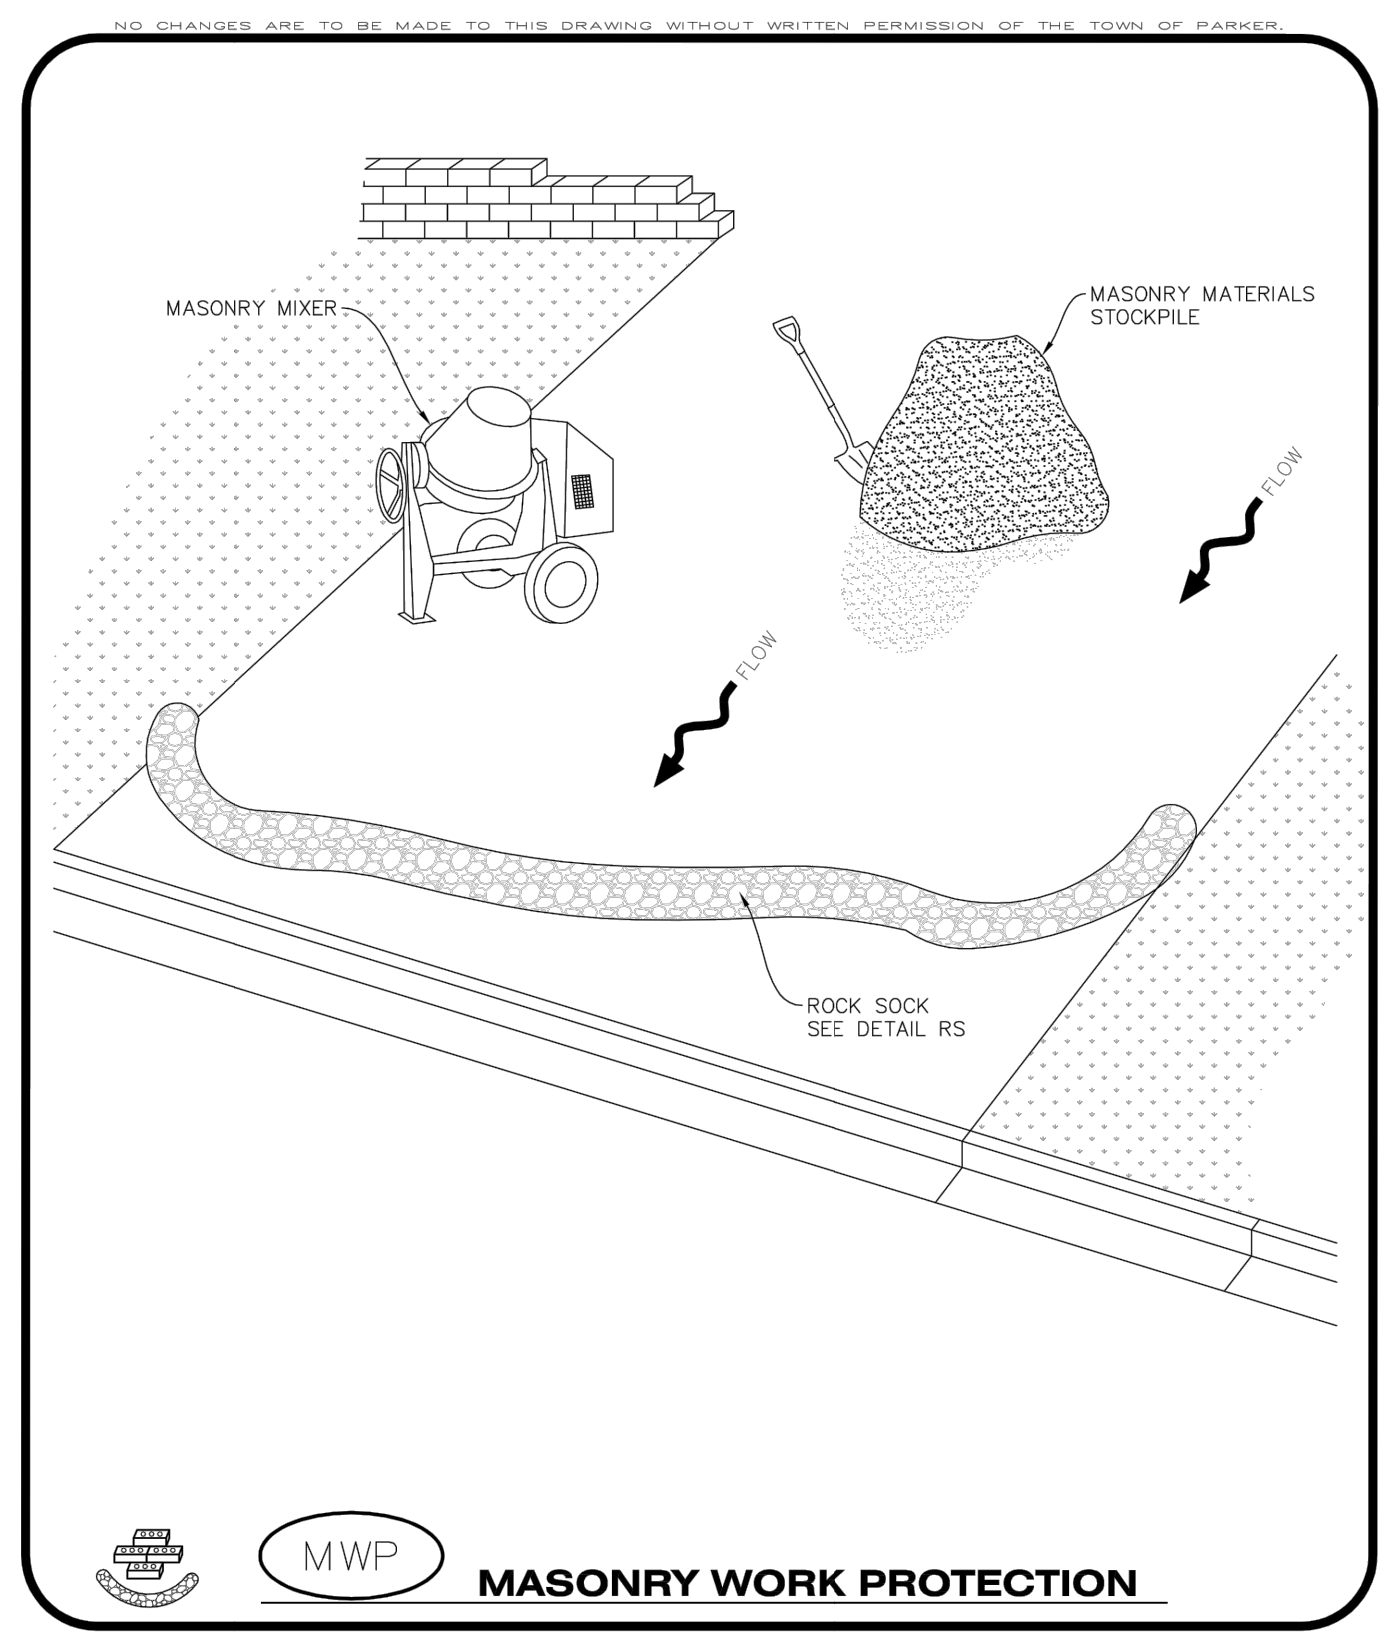 NO CHANGES ARE TO BE MADE TO THIS DRAWING WITHOUT WRITTEN PERMISSION OF THE TOWN OF PARKER.
MASONRY MIXER
MASONRY MATERIALS
STOCKPILE
FLOW
FLOW
ROCK SOCK
SEE DETAIL RS
MWP
MASONRY WORK PROTECTION